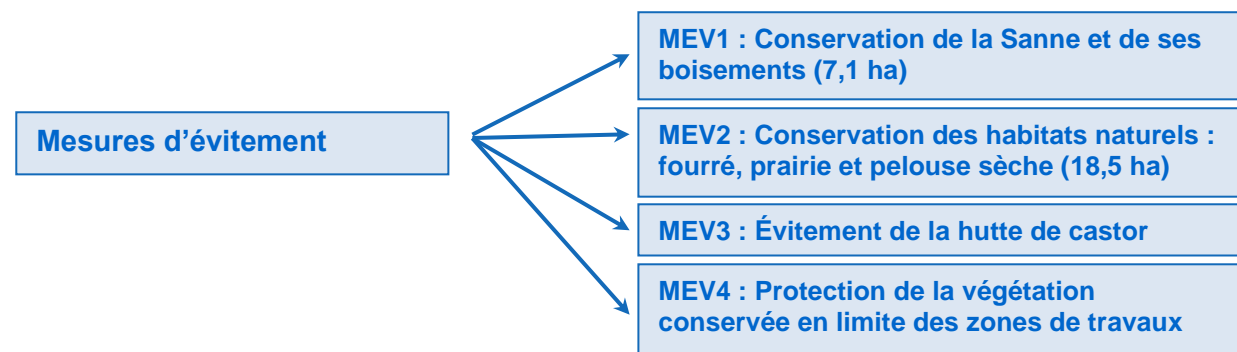 Mesures d'évitement
MEV1 : Conservation de la Sanne et de ses
boisements (7,1 ha)
MEV2 : Conservation des habitats naturels :
fourré, prairie et pelouse sèche (18,5 ha)
MEV3 : Évitement de la hutte de castor
MEV4 : Protection de la végétation
conservée en limite des zones de travaux